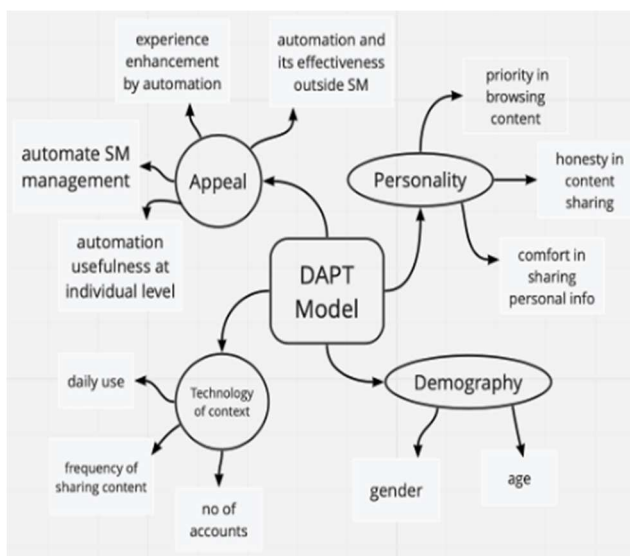 experience
enhancement
by automation
automation and
its effectiveness
outside SM
priority in
browsing
content
automate SM
management
Appeal
Personality
honesty in
content
sharing
automation
usefulness at
individual level
DAPT
Model
comfort in
sharing
personal info
daily use
Technology
of context
Demography
frequency of
sharing content
no of
accounts
gender
age